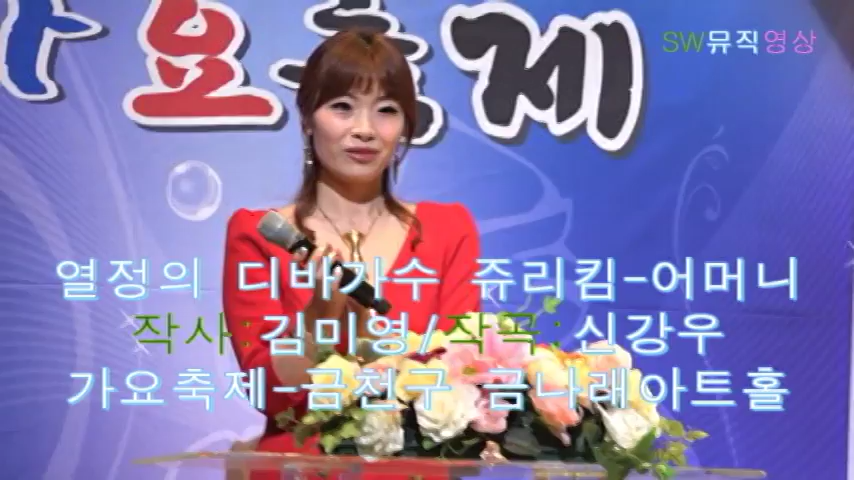 요축제
SW뮤직영상
열정의 디바가수 쥬리킴-어머니
작사:김미영/작곡:신강우
가요축제-금천구 금나래아트홀